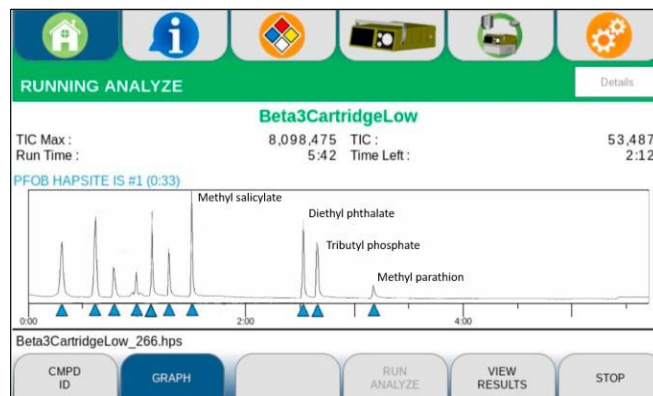 RUNNING ANALYZE
Details
Beta3CartridgeLow
TIC Max : 8,098,475 TIC : 53,487
Run Time : 5:42 Time Left : 2:12
PFOB HAPSITE IS #1 (0:33)
Methyl salicylate
Diethyl phthalate
Tributyl phosphate
Methyl parathion
0:00 2:00 4:00
Beta3CartridgeLow_266.hps
CMPD
ID
GRAPH
RUN
ANALYZE
VIEW
RESULTS
STOP